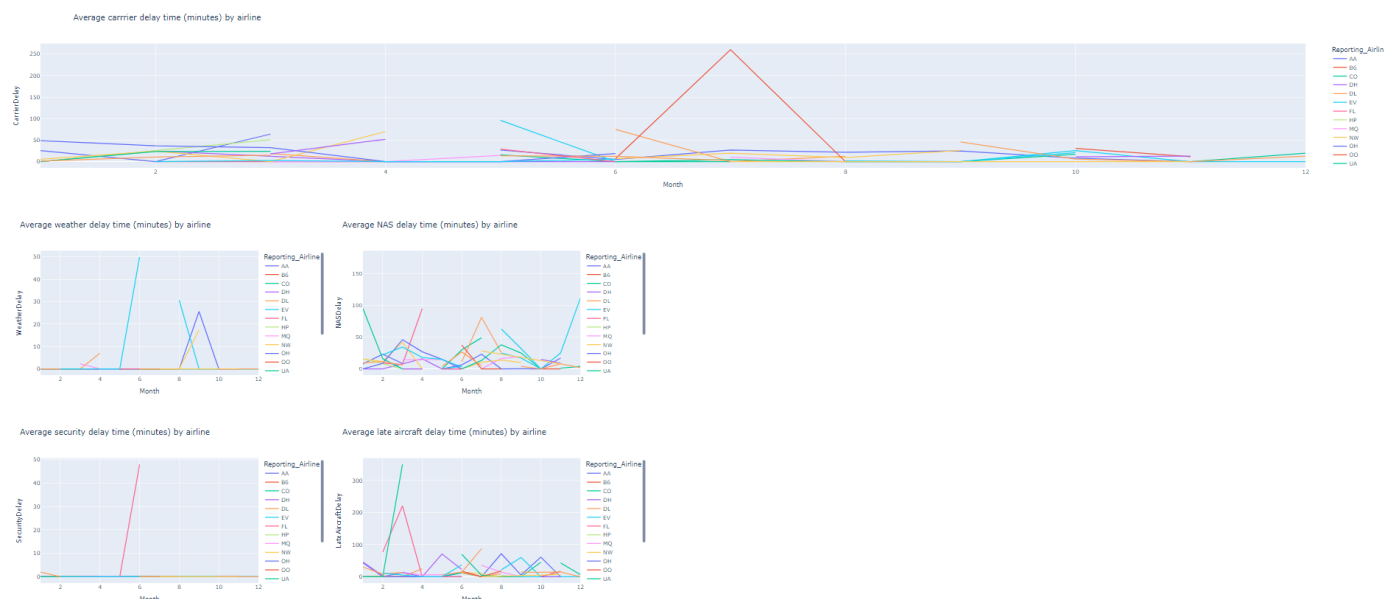 Average carrrier delay time (minutes) by airline
250
200
150
100
50
0
CarrierDelay
2
4
6
8
10
12
Month
Reporting_Airlin
AA
B6
CO
DH
DL
EV
FL
HP
MQ
NW
OH
OO
UA
Average weather delay time (minutes) by airline
50
40
30
20
10
0
WeatherDelay
2
4
6
8
10
12
Month
Reporting_Airline
AA
B6
CO
DH
DL
EV
FL
HP
MQ
NW
OH
OO
UA
Average NAS delay time (minutes) by airline
150
100
50
0
NASDelay
2
4
6
8
10
12
Month
Reporting_Airline
AA
B6
CO
DH
DL
EV
FL
HP
MQ
NW
OH
OO
UA
Average security delay time (minutes) by airline
50
40
30
20
10
0
SecurityDelay
2
4
6
8
10
12
Month
Reporting_Airline
AA
B6
CO
DH
DL
EV
FL
HP
MQ
NW
OH
OO
UA
Average late aircraft delay time (minutes) by airline
300
200
100
0
LateAircraftDelay
2
4
6
8
10
12
Month
Reporting_Airline
AA
B6
CO
DH
DL
EV
FL
HP
MQ
NW
OH
OO
UA